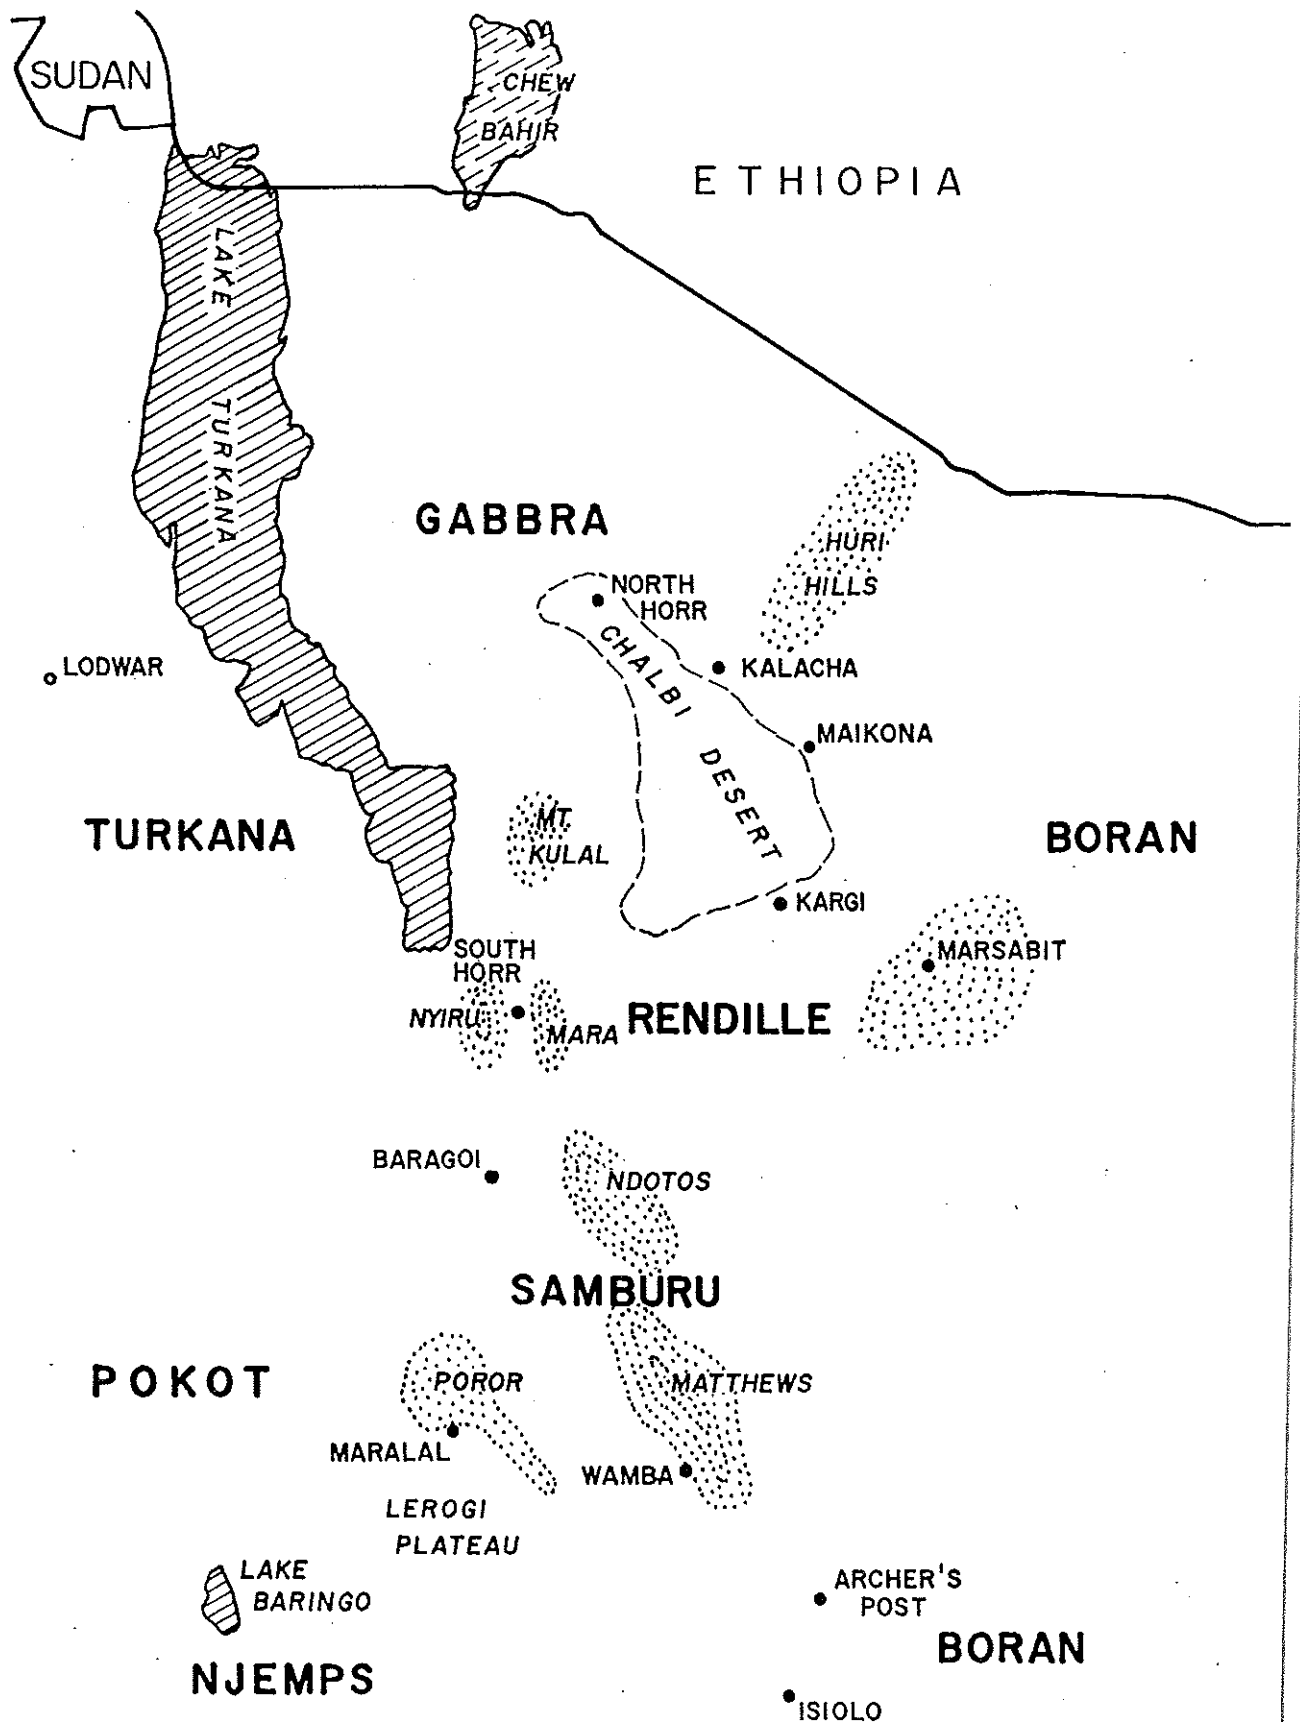 SUDAN
CHEW
BAHIR
ETHIOPIA
LAKE TURKANA
GABBRA
HURI
HILLS
NORTH
HORR
CHALBI DESERT
KALACHA
LODWAR
MAIKONA
TURKANA
MT.
KULAL
BORAN
KARGI
SOUTH
HORR
MARSABIT
NYIRU
MARA
RENDILLE
BARAGOI
NDOTOS
SAMBURU
POKOT
POROR
MATTHEWS
MARALAL
WAMBA
LEROGI
PLATEAU
LAKE
BARINGO
ARCHER'S
POST
NJEMPS
BORAN
ISIOLO